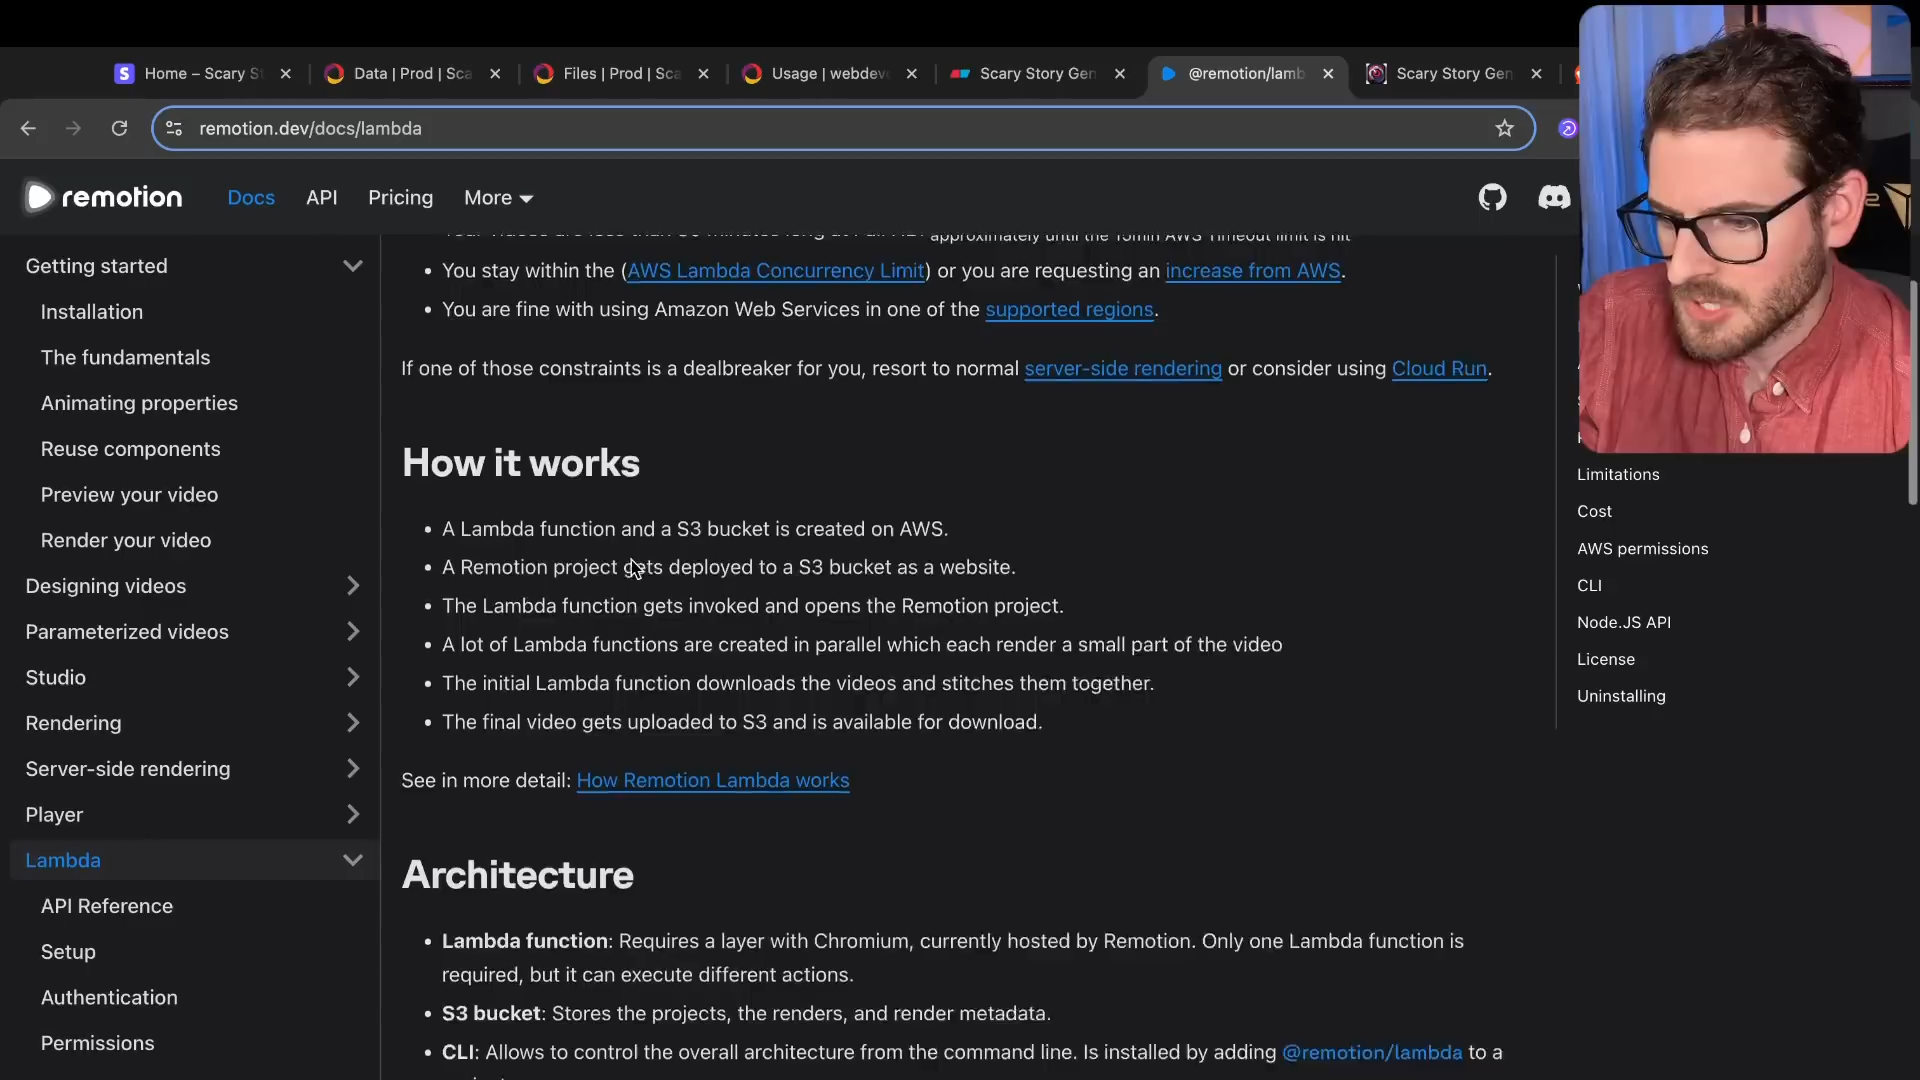 Home – Scary S
Data | Prod | Sca
Files | Prod | Sca
Usage | webdev
Scary Story Gen
@remotion/lamb
Scary Story Gen
remotion.dev/docs/lambda
remotion
Docs
API
Pricing
More
Getting started
Installation
The fundamentals
Animating properties
Reuse components
Preview your video
Render your video
Designing videos
Parameterized videos
Studio
Rendering
Server-side rendering
Player
Lambda
API Reference
Setup
Authentication
Permissions
approximately until the 15min AWS Timeout limit is hit
You stay within the (AWS Lambda Concurrency Limit) or you are requesting an increase from AWS.
You are fine with using Amazon Web Services in one of the supported regions.
If one of those constraints is a dealbreaker for you, resort to normal server-side rendering or consider using Cloud Run.
How it works
A Lambda function and a S3 bucket is created on AWS.
A Remotion project gets deployed to a S3 bucket as a website.
The Lambda function gets invoked and opens the Remotion project.
A lot of Lambda functions are created in parallel which each render a small part of the video
The initial Lambda function downloads the videos and stitches them together.
The final video gets uploaded to S3 and is available for download.
See in more detail: How Remotion Lambda works
Architecture
Lambda function: Requires a layer with Chromium, currently hosted by Remotion. Only one Lambda function is
required, but it can execute different actions.
S3 bucket: Stores the projects, the renders, and render metadata.
CLI: Allows to control the overall architecture from the command line. Is installed by adding @remotion/lambda to a
Limitations
Cost
AWS permissions
CLI
Node.JS API
License
Uninstalling